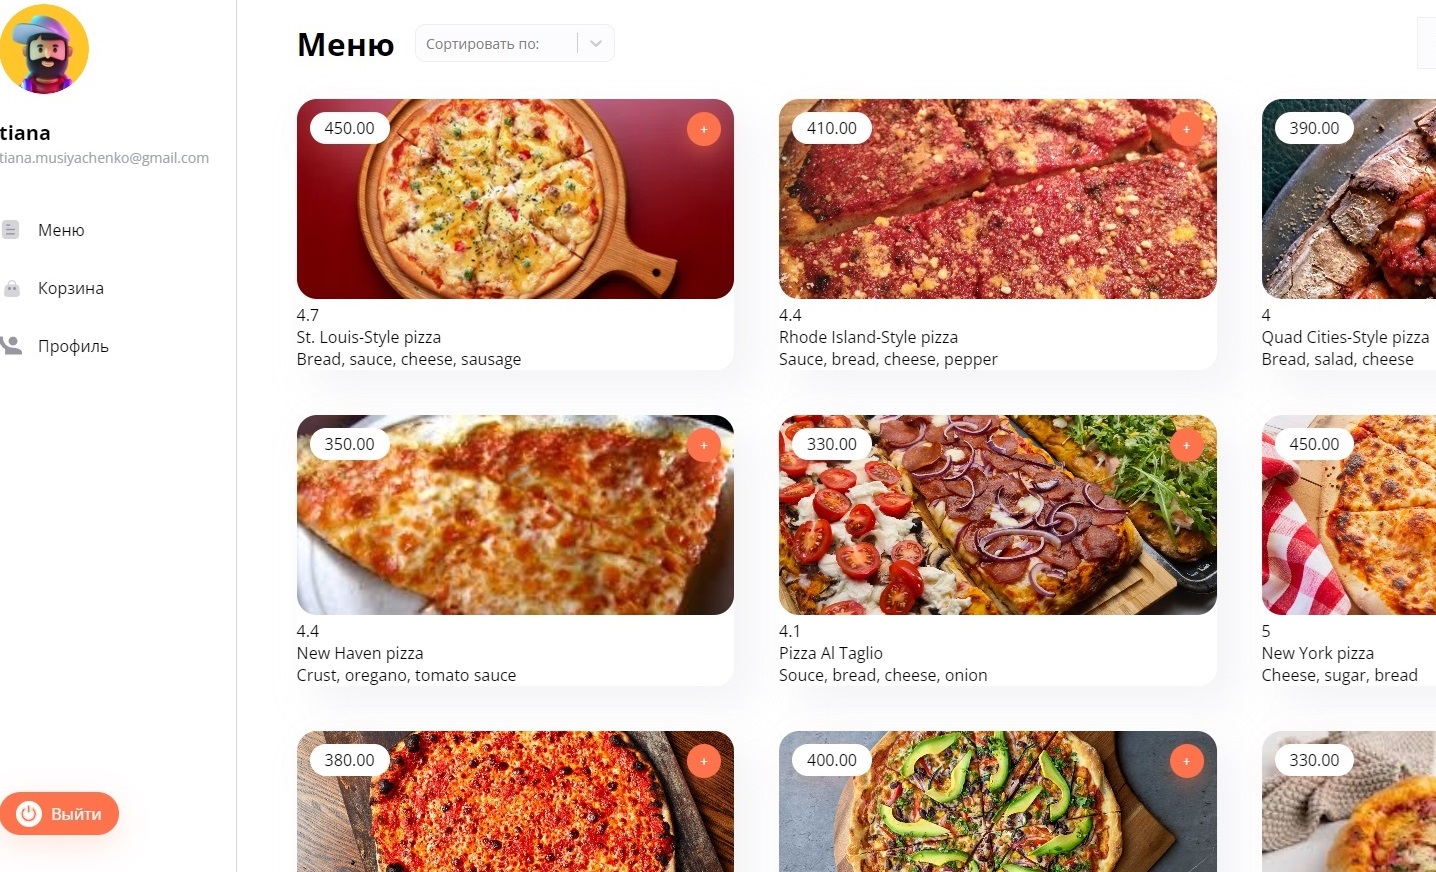 tiana
tiana.musiyachenko@gmail.com
Меню
Корзина
Профиль
Выйти
Меню
Сортировать по:
450.00
+
4.7
St. Louis-Style pizza
Bread, sauce, cheese, sausage
410.00
+
4.4
Rhode Island-Style pizza
Sauce, bread, cheese, pepper
390.00
4
Quad Cities-Style pizza
Bread, salad, cheese
350.00
+
4.4
New Haven pizza
Crust, oregano, tomato sauce
330.00
+
4.1
Pizza Al Taglio
Souce, bread, cheese, onion
450.00
5
New York pizza
Cheese, sugar, bread
380.00
+
400.00
+
330.00